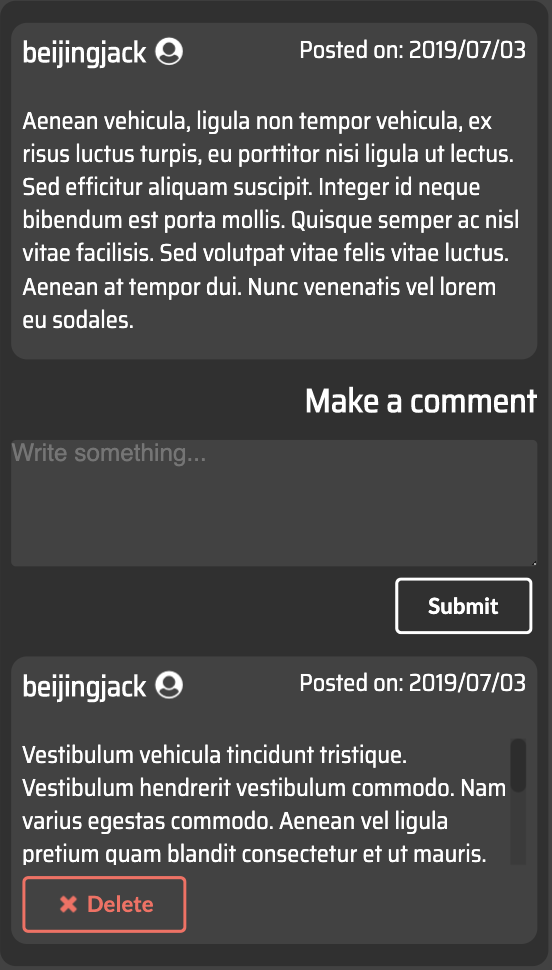 beijingjack
Posted on: 2019/07/03
Aenean vehicula, ligula non tempor vehicula, ex
risus luctus turpis, eu porttitor nisi ligula ut lectus.
Sed efficitur aliquam suscipit. Integer id neque
bibendum est porta mollis. Quisque semper ac nisl
vitae facilisis. Sed volutpat vitae felis vitae luctus.
Aenean at tempor dui. Nunc venenatis vel lorem
eu sodales.
Make a comment
Write something...
Submit
beijingjack
Posted on: 2019/07/03
Vestibulum vehicula tincidunt tristique.
Vestibulum hendrerit vestibulum commodo. Nam
varius egestas commodo. Aenean vel ligula
pretium quam blandit consectetur et ut mauris.
Delete